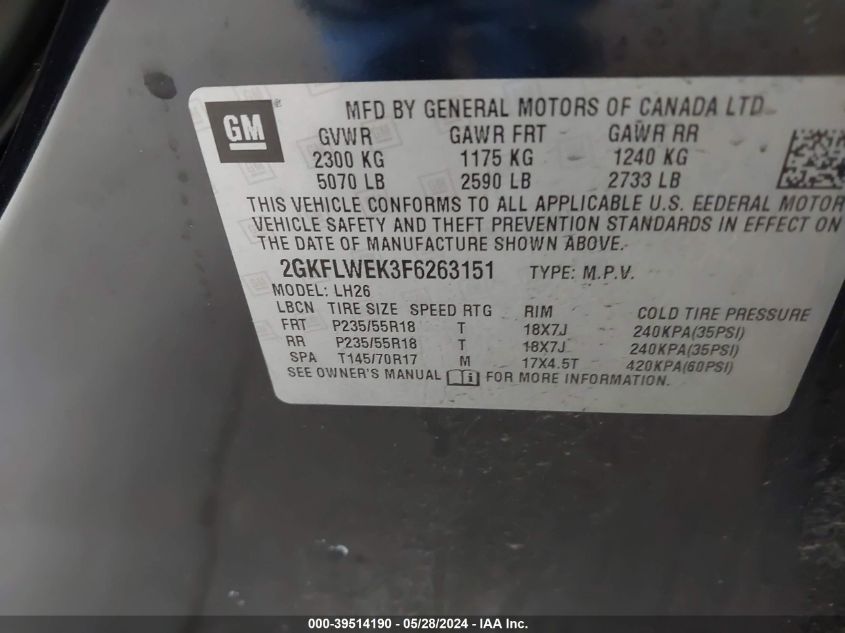 GM
MFD BY GENERAL MOTORS OF CANADA LTD
GVWR GAWR FRT GAWR RR
2300 KG 1175 KG 1240 KG
5070 LB 2590 LB 2733 LB
THIS VEHICLE CONFORMS TO ALL APPLICABLE U.S. FEDERAL MOTOR
VEHICLE SAFETY AND THEFT PREVENTION STANDARDS IN EFFECT ON
THE DATE OF MANUFACTURE SHOWN ABOVE.
2GKFLWEK3F6263151 TYPE: M.P.V.
MODEL: LH26
LBCN TIRE SIZE SPEED RTG RIM COLD TIRE PRESSURE
FRT P235/55R18 T 18X7J 240KPA(35PSI)
RR P235/55R18 T 18X7J 240KPA(35PSI)
SPA T145/70R17 M 17X4.5T 420KPA(60PSI)
SEE OWNER'S MANUAL FOR MORE INFORMATION.
000-39514190 - 05/28/2024 - IAA Inc.